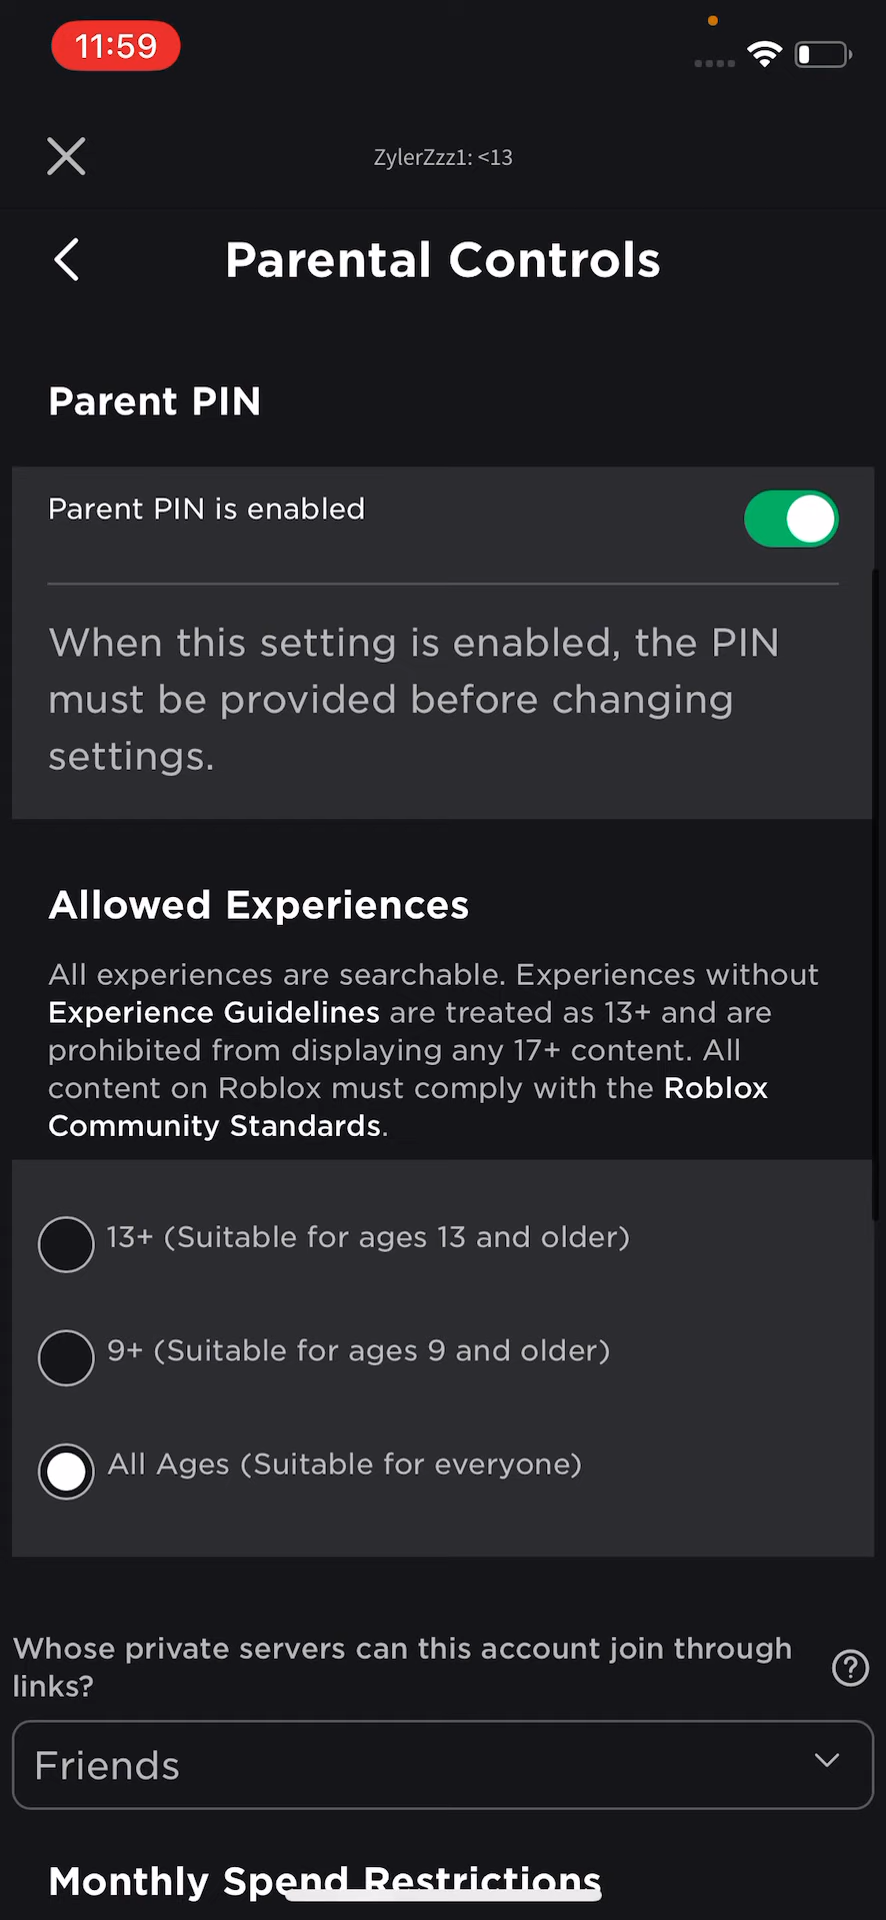 11:59
ZylerZzz1: <13
Parental Controls
Parent PIN
Parent PIN is enabled
When this setting is enabled, the PIN
must be provided before changing
settings.
Allowed Experiences
All experiences are searchable. Experiences without
Experience Guidelines are treated as 13+ and are
prohibited from displaying any 17+ content. All
content on Roblox must comply with the Roblox
Community Standards.
13+ (Suitable for ages 13 and older)
9+ (Suitable for ages 9 and older)
All Ages (Suitable for everyone)
Whose private servers can this account join through
links?
Friends
Monthly Spend Restrictions